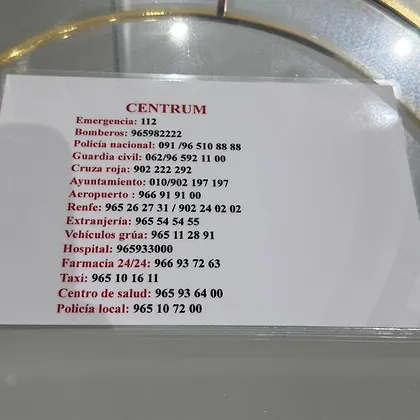 CENTRUM
Emergencia: 112
Bomberos: 965982222
Policía nacional: 091 /96 510 88 88
Guardia civil: 062/96 592 11 00
Cruza roja: 902 222 292
Ayuntamiento: 010/902 197 197
Aeropuerto : 966 91 91 00
Renfe: 965 26 27 31 / 902 24 02 02
Extranjería: 965 54 54 55
Vehículos grúa: 965 11 28 91
Hospital: 965933000
Farmacia 24/24: 966 93 72 63
Taxi: 965 10 16 11
Centro de salud: 965 93 64 00
Policía local: 965 10 72 00